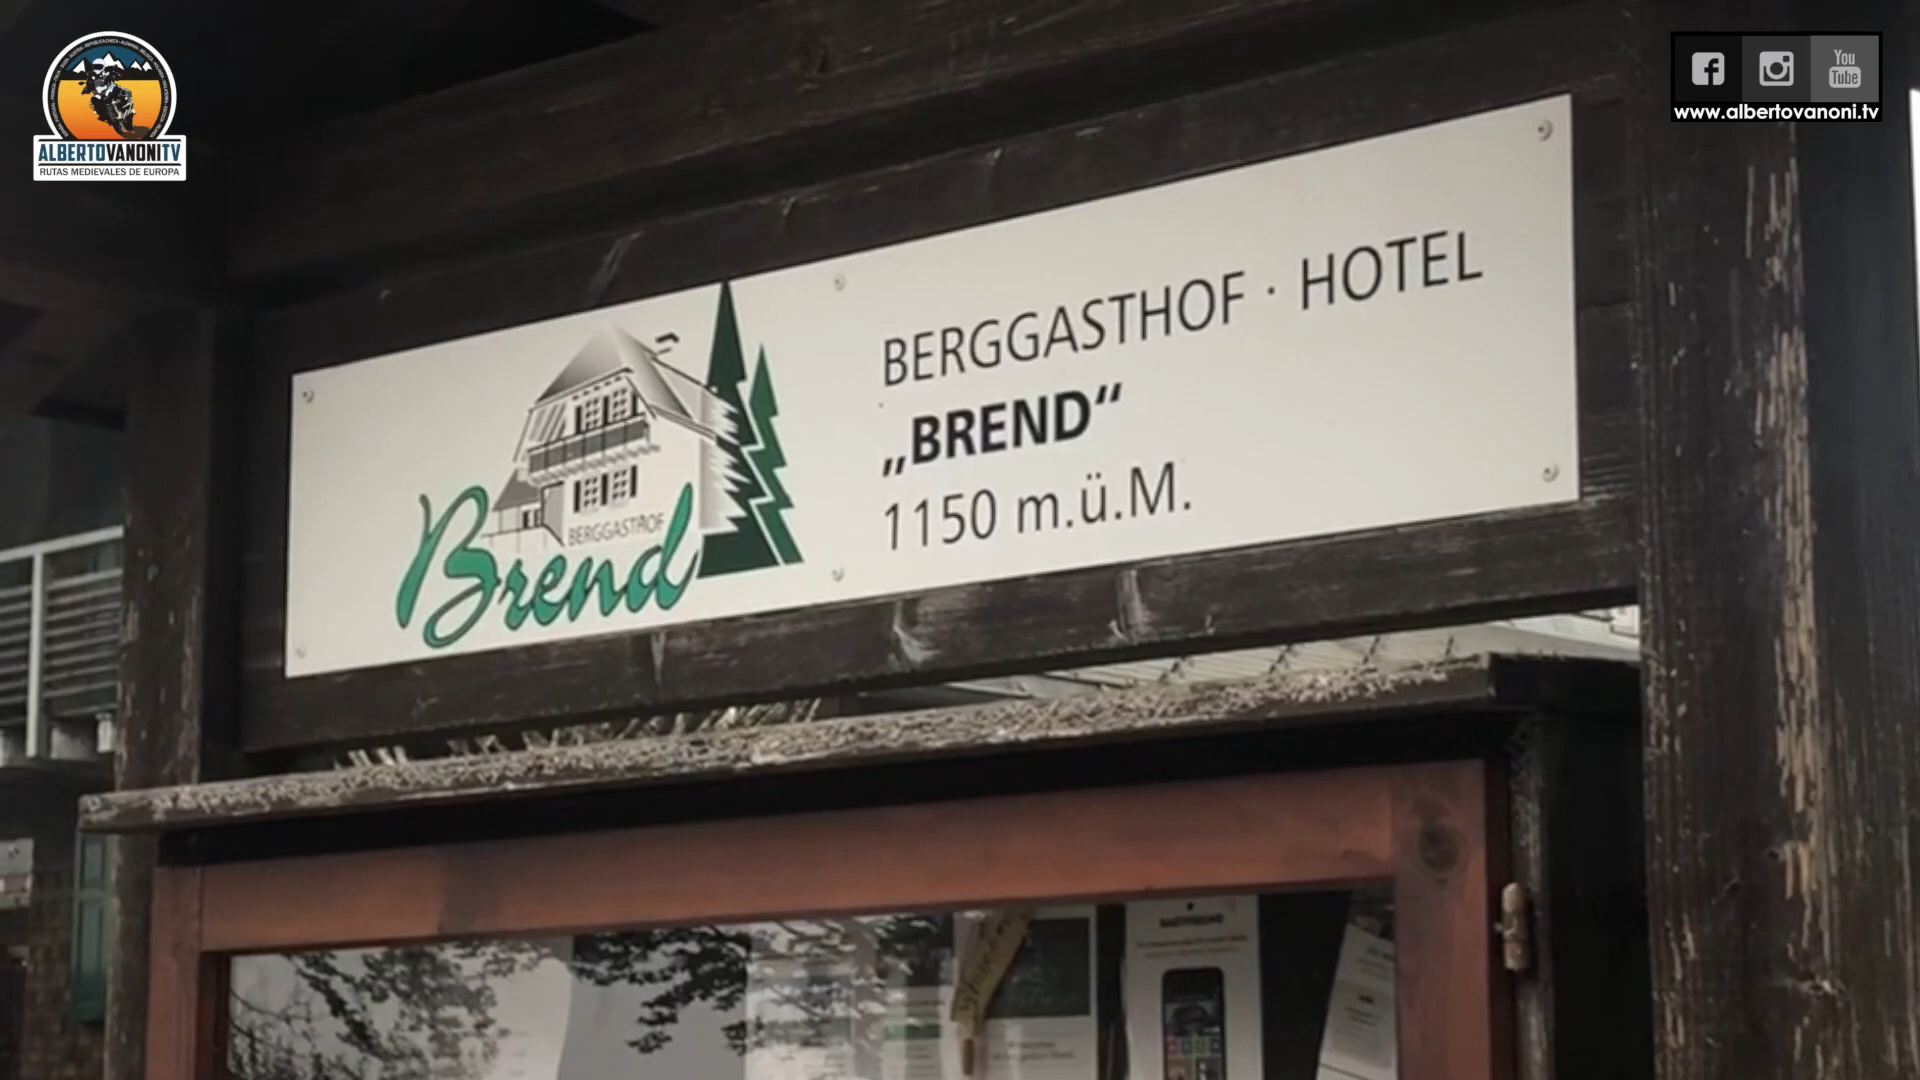 ALBERTOVANONITV
RUTAS MEDIEVALES DE EUROPA
You
Tube
www.albertovanoni.tv
BERGGASTHOF · HOTEL
„BREND“
1150 m.ü.M.
BERGGASTHOF
Brend